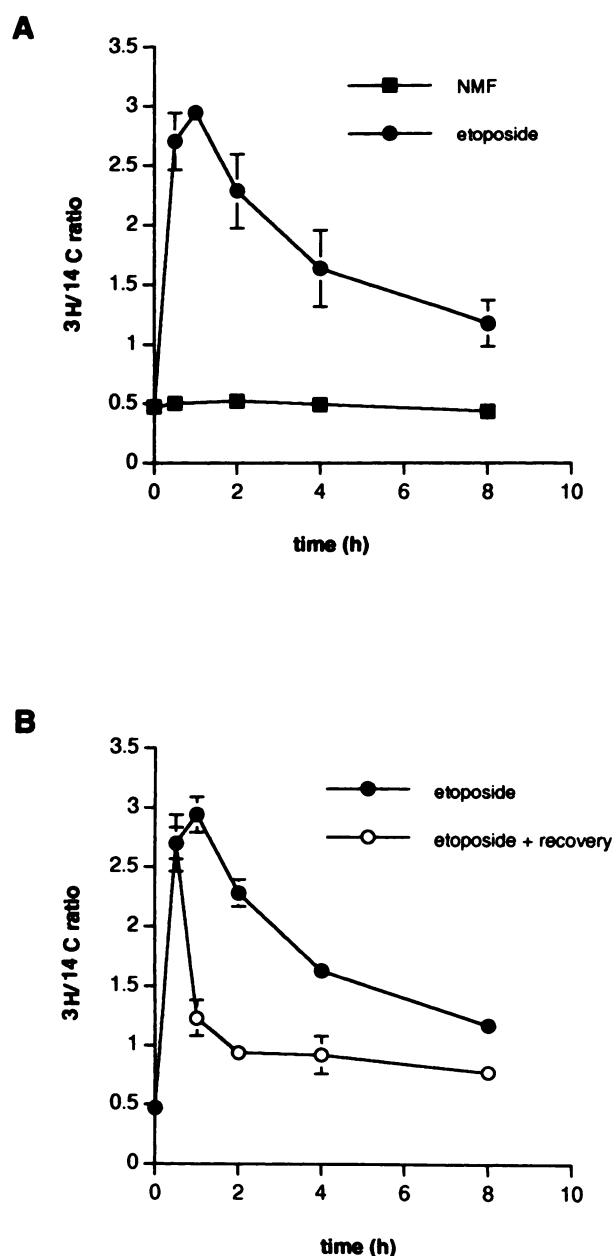 A
3.5
3
2.5
2
1.5
1
0.5
0
3H/14 C ratio
NMF
etoposide
0 2 4 6 8 10
time (h)
B
3.5
3
2.5
2
1.5
1
0.5
0
3H/14 C ratio
etoposide
etoposide + recovery
0 2 4 6 8 10
time (h)